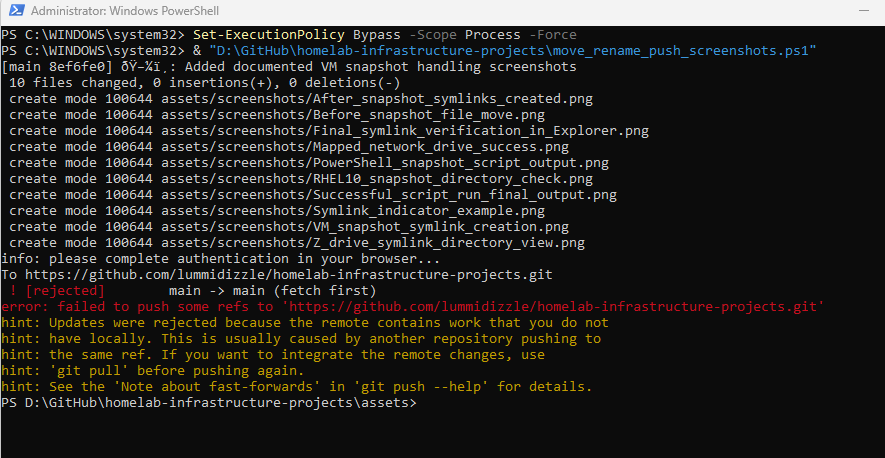 Administrator: Windows PowerShell
PS C:\WINDOWS\system32> Set-ExecutionPolicy Bypass -Scope Process -Force
PS C:\WINDOWS\system32> & "D:\GitHub\homelab-infrastructure-projects\move_rename_push_screenshots.ps1"
[main 8ef6fe0] ðŸ–¼ï¸: Added documented VM snapshot handling screenshots
 10 files changed, 0 insertions(+), 0 deletions(-)
 create mode 100644 assets/screenshots/After_snapshot_symlinks_created.png
 create mode 100644 assets/screenshots/Before_snapshot_file_move.png
 create mode 100644 assets/screenshots/Final_symlink_verification_in_Explorer.png
 create mode 100644 assets/screenshots/Mapped_network_drive_success.png
 create mode 100644 assets/screenshots/PowerShell_snapshot_script_output.png
 create mode 100644 assets/screenshots/RHEL10_snapshot_directory_check.png
 create mode 100644 assets/screenshots/Successful_script_run_final_output.png
 create mode 100644 assets/screenshots/Symlink_indicator_example.png
 create mode 100644 assets/screenshots/VM_snapshot_symlink_creation.png
 create mode 100644 assets/screenshots/Z_drive_symlink_directory_view.png
info: please complete authentication in your browser...
To https://github.com/lummidizzle/homelab-infrastructure-projects.git
 ! [rejected]        main -> main (fetch first)
error: failed to push some refs to 'https://github.com/lummidizzle/homelab-infrastructure-projects.git'
hint: Updates were rejected because the remote contains work that you do not
hint: have locally. This is usually caused by another repository pushing to
hint: the same ref. If you want to integrate the remote changes, use
hint: 'git pull' before pushing again.
hint: See the 'Note about fast-forwards' in 'git push --help' for details.
PS D:\GitHub\homelab-infrastructure-projects\assets>